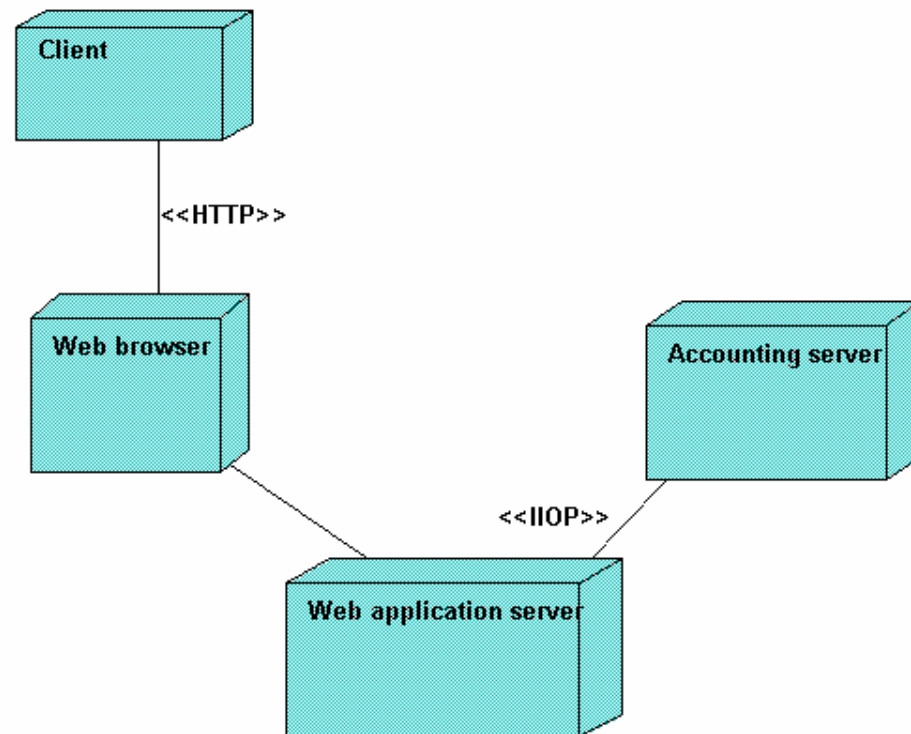 Client
<<HTTP>>
Web browser
Accounting server
<<IIOP>>
Web application server